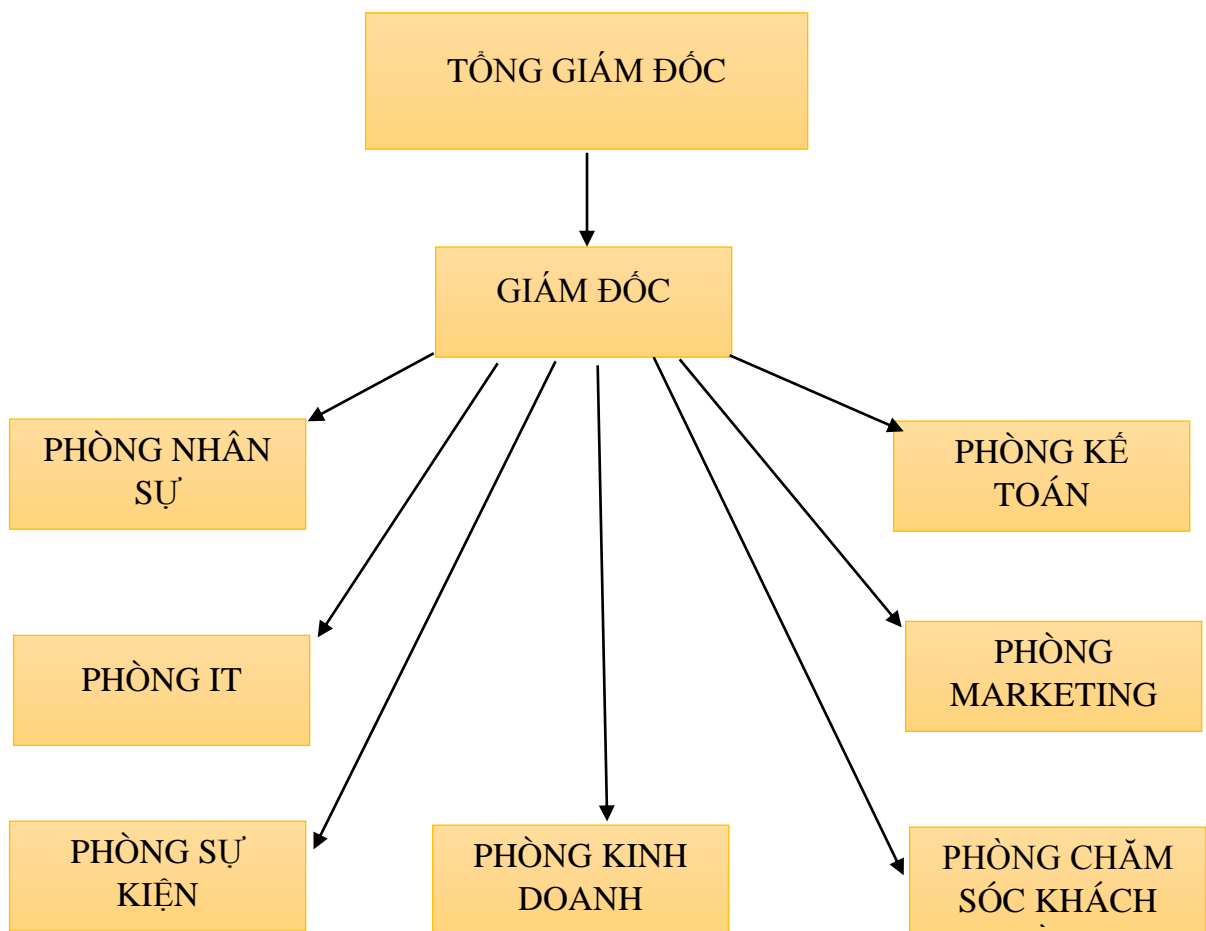 TỔNG GIÁM ĐỐC
GIÁM ĐỐC
PHÒNG NHÂN
SỰ
PHÒNG KẾ
TOÁN
PHÒNG IT
PHÒNG
MARKETING
PHÒNG SỰ
KIỆN
PHÒNG KINH
DOANH
PHÒNG CHĂM
SÓC KHÁCH